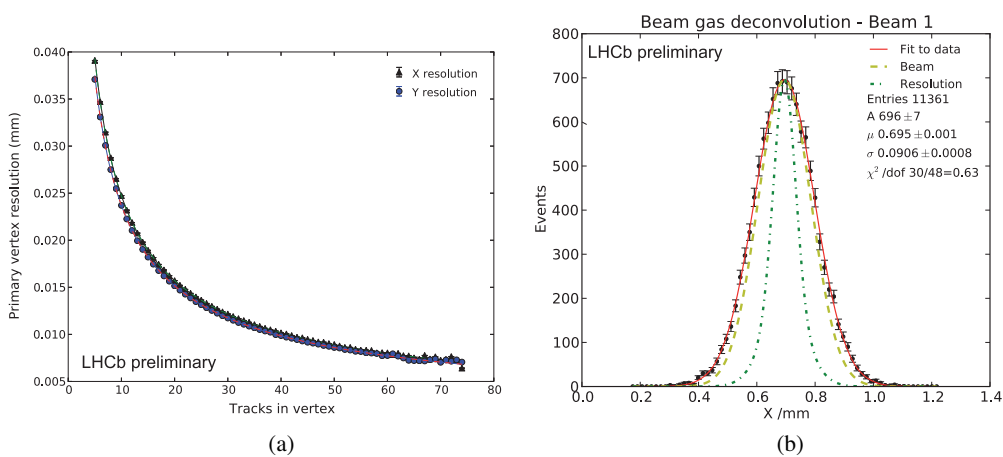 0.040
0.035
0.030
0.025
0.020
0.015
0.010
0.005
Primary vertex resolution (mm)
X resolution
Y resolution
LHCb preliminary
0 10 20 30 40 50 60 70 80
Tracks in vertex
(a)
Beam gas deconvolution - Beam 1
800
700
600
500
400
300
200
100
0
Events
LHCb preliminary
Fit to data
Beam
Resolution
Entries 11361
A 696±7
μ 0.695±0.001
σ 0.0906±0.0008
χ² /dof 30/48=0.63
0.0 0.2 0.4 0.6 0.8 1.0 1.2 1.4
X /mm
(b)